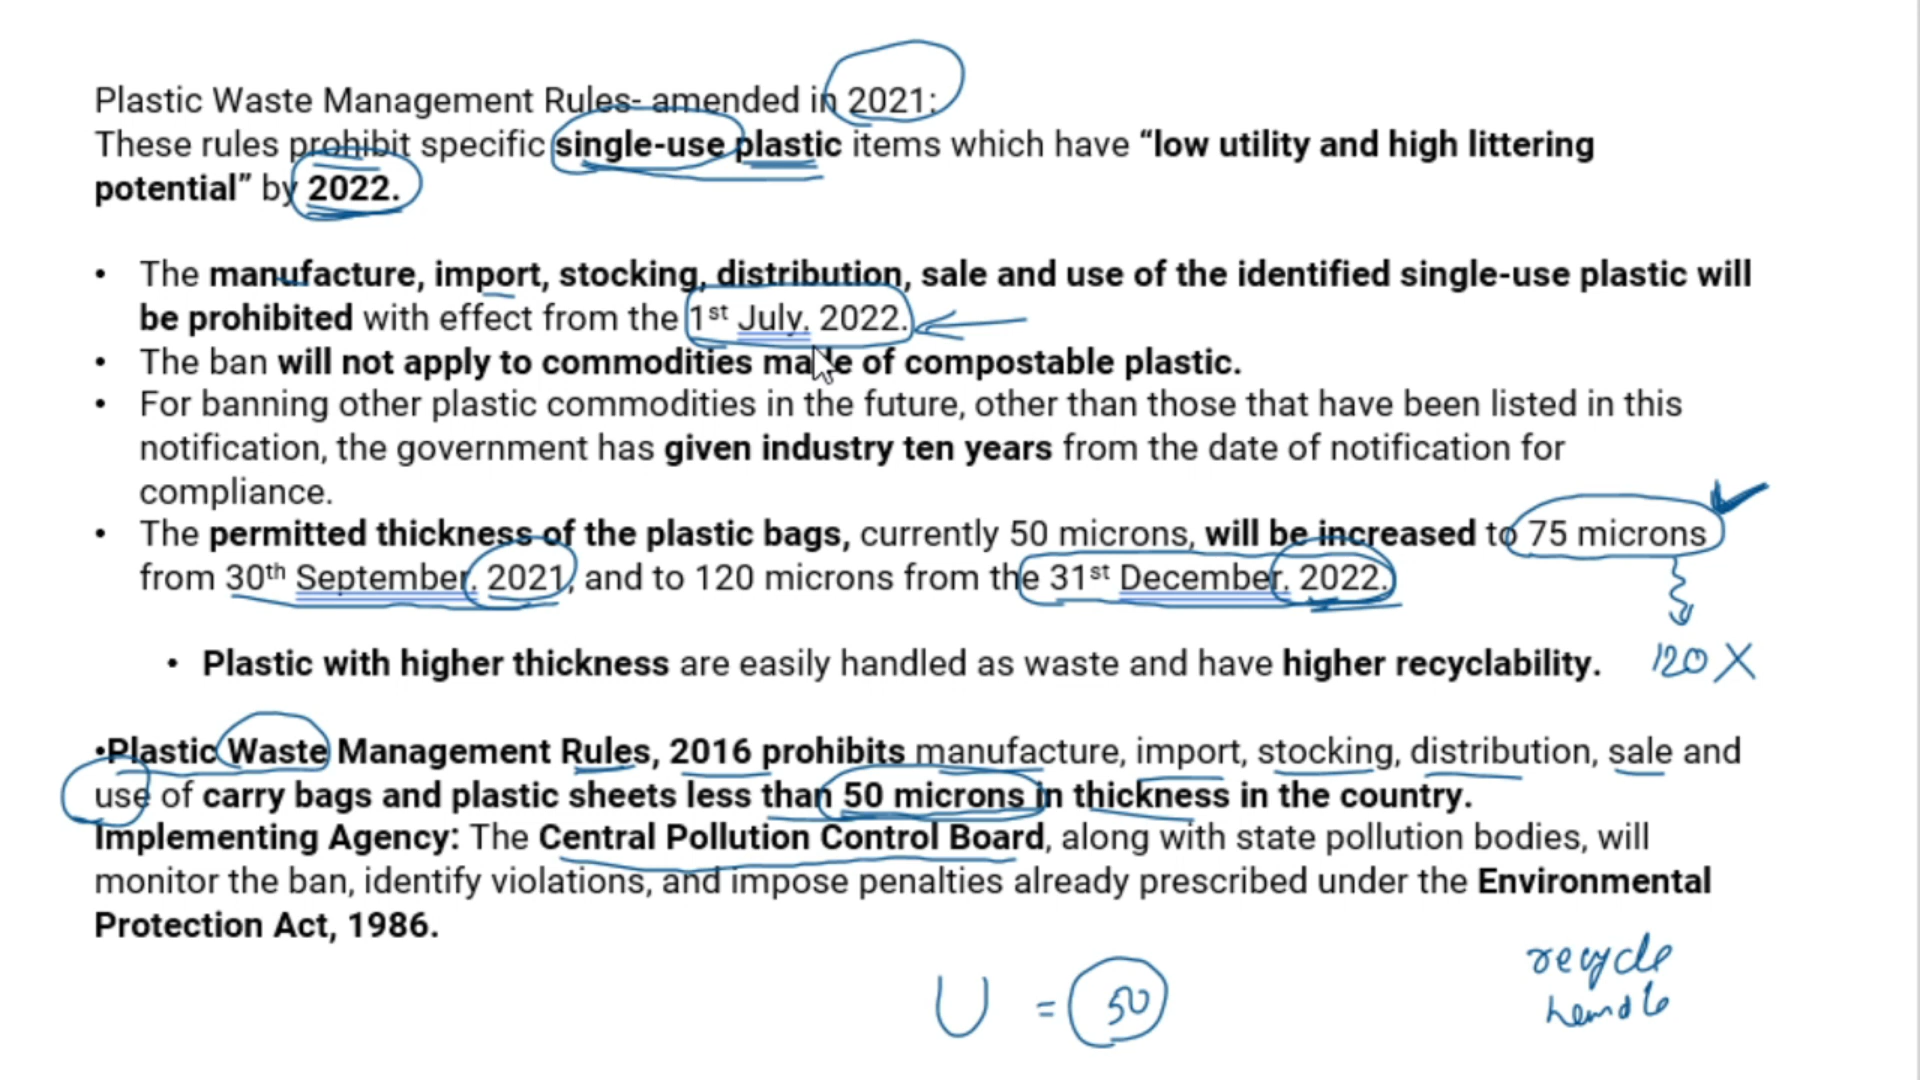 Plastic Waste Management Rules- amended in 2021:
These rules prohibit specific single-use plastic items which have “low utility and high littering
potential” by 2022.
• The manufacture, import, stocking, distribution, sale and use of the identified single-use plastic will
be prohibited with effect from the 1st July, 2022.
• The ban will not apply to commodities made of compostable plastic.
• For banning other plastic commodities in the future, other than those that have been listed in this
notification, the government has given industry ten years from the date of notification for
compliance.
• The permitted thickness of the plastic bags, currently 50 microns, will be increased to 75 microns
from 30th September, 2021, and to 120 microns from the 31st December, 2022.
• Plastic with higher thickness are easily handled as waste and have higher recyclability.
120 X
•Plastic Waste Management Rules, 2016 prohibits manufacture, import, stocking, distribution, sale and
use of carry bags and plastic sheets less than 50 microns in thickness in the country.
Implementing Agency: The Central Pollution Control Board, along with state pollution bodies, will
monitor the ban, identify violations, and impose penalties already prescribed under the Environmental
Protection Act, 1986.
recycle
handle
U = 50